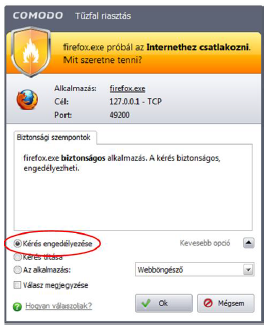 COMODO Tűzfal riasztás
firefox.exe próbál az Internethez csatlakozni.
Mit szeretne tenni?
Alkalmazás: firefox.exe
Cél: 127.0.0.1 - TCP
Port: 49200
Biztonsági szempontok
firefox.exe biztonságos alkalmazás. A kérés biztonságos,
engedélyezheti.
Kérés engedélyezése
Kevesebb opció
Kérés tiltása
Az alkalmazás: Webböngésző
Válasz megjegyzése
Hogyan válaszoljak?
Ok
Mégsem